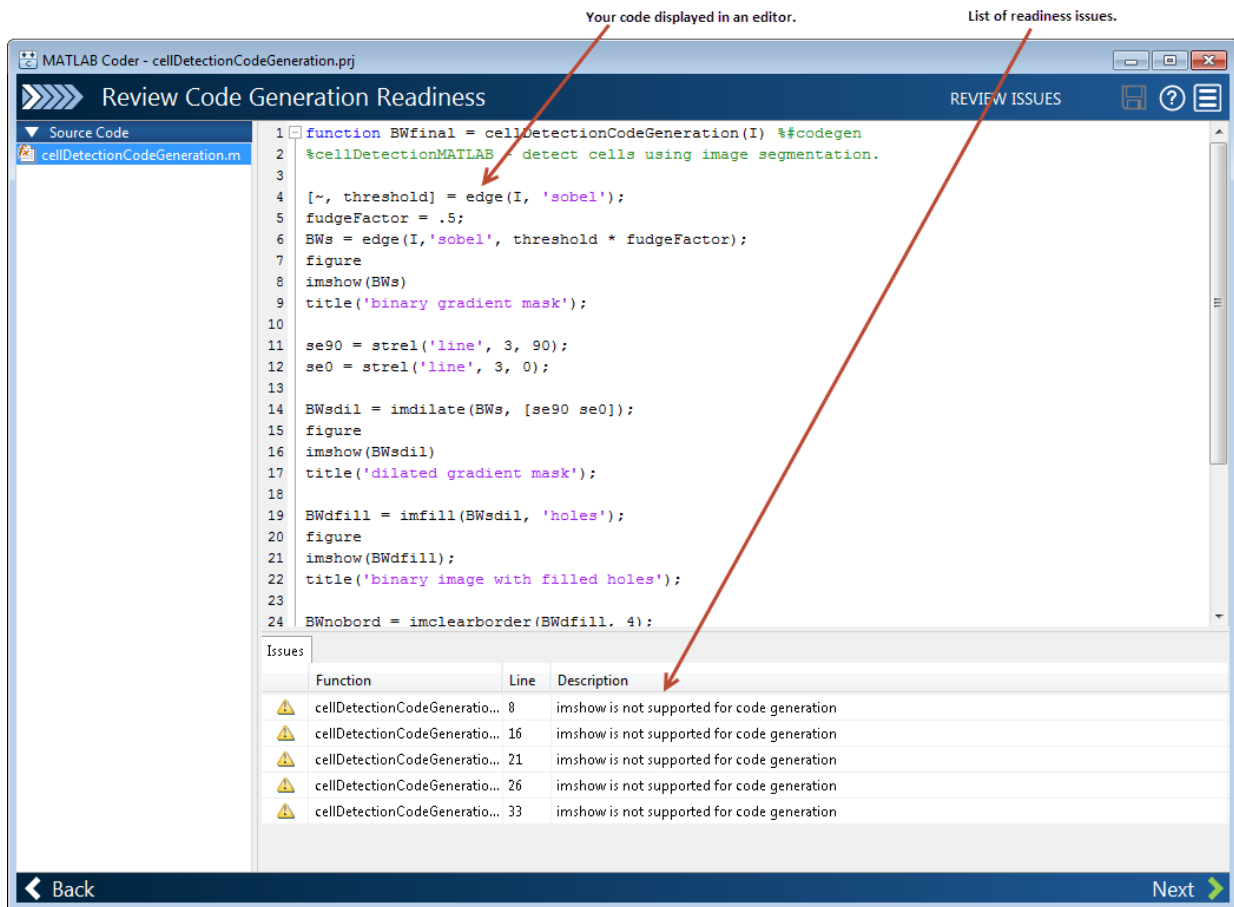 Your code displayed in an editor.
List of readiness issues.
MATLAB Coder - cellDetectionCodeGeneration.prj
Review Code Generation Readiness
REVIEW ISSUES
Source Code
cellDetectionCodeGeneration.m
1 function BWfinal = cellDetectionCodeGeneration(I) %#codegen
2 %cellDetectionMATLAB - detect cells using image segmentation.
3
4 [~, threshold] = edge(I, 'sobel');
5 fudgeFactor = .5;
6 BWs = edge(I,'sobel', threshold * fudgeFactor);
7 figure
8 imshow(BWs)
9 title('binary gradient mask');
10
11 se90 = strel('line', 3, 90);
12 se0 = strel('line', 3, 0);
13
14 BWsdil = imdilate(BWs, [se90 se0]);
15 figure
16 imshow(BWsdil)
17 title('dilated gradient mask');
18
19 BWdfill = imfill(BWsdil, 'holes');
20 figure
21 imshow(BWdfill);
22 title('binary image with filled holes');
23
24 BWnobord = imclearborder(BWdfill, 4);
Issues
Function Line Description
cellDetectionCodeGeneratio... 8 imshow is not supported for code generation
cellDetectionCodeGeneratio... 16 imshow is not supported for code generation
cellDetectionCodeGeneratio... 21 imshow is not supported for code generation
cellDetectionCodeGeneratio... 26 imshow is not supported for code generation
cellDetectionCodeGeneratio... 33 imshow is not supported for code generation
Back
Next